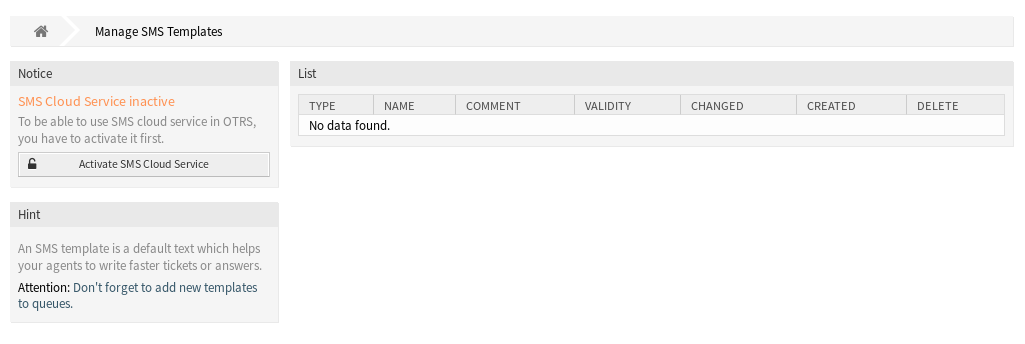 Manage SMS Templates
Notice
SMS Cloud Service inactive
To be able to use SMS cloud service in OTRS,
you have to activate it first.
Activate SMS Cloud Service
Hint
An SMS template is a default text which helps
your agents to write faster tickets or answers.
Attention: Don't forget to add new templates
to queues.
List
TYPE NAME COMMENT VALIDITY CHANGED CREATED DELETE
No data found.